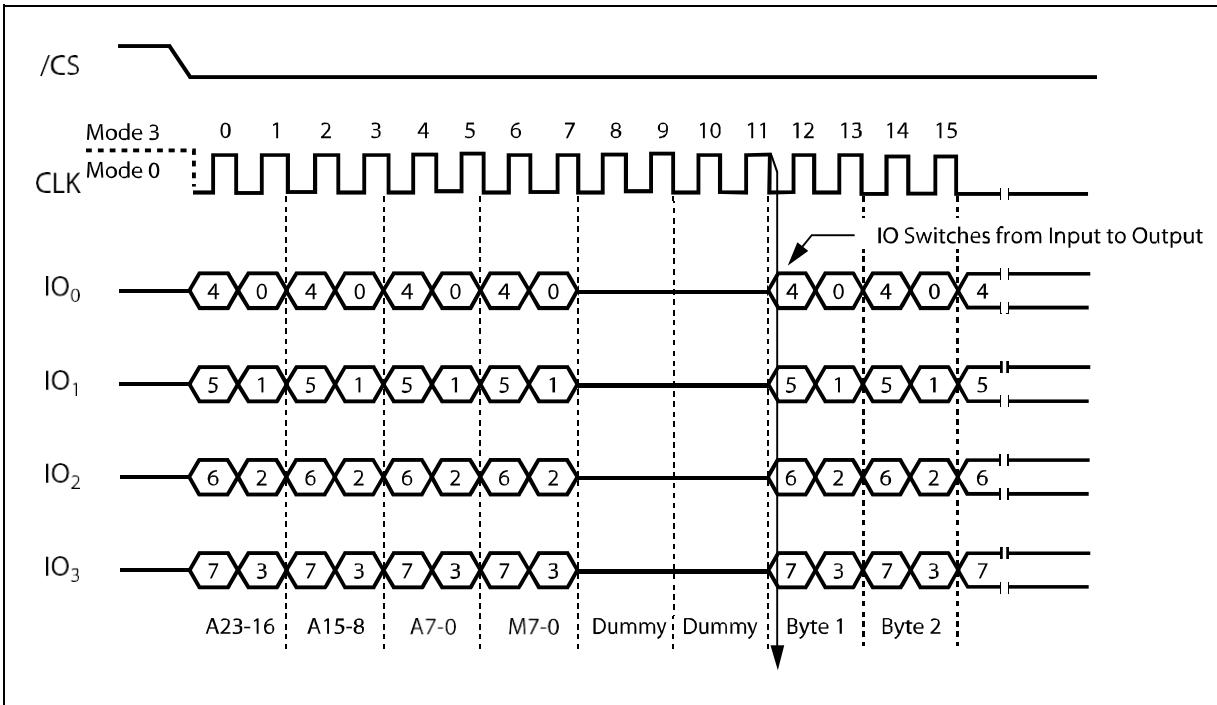 /CS
Mode 3 0 1 2 3 4 5 6 7 8 9 10 11 12 13 14 15
CLK Mode 0
IO Switches from Input to Output
IO0 4 0 4 0 4 0 4 0 4 0 4 0 4
IO1 5 1 5 1 5 1 5 1 5 1 5 1 5
IO2 6 2 6 2 6 2 6 2 6 2 6 2 6
IO3 7 3 7 3 7 3 7 3 7 3 7 3 7
A23-16 A15-8 A7-0 M7-0 Dummy Dummy Byte 1 Byte 2